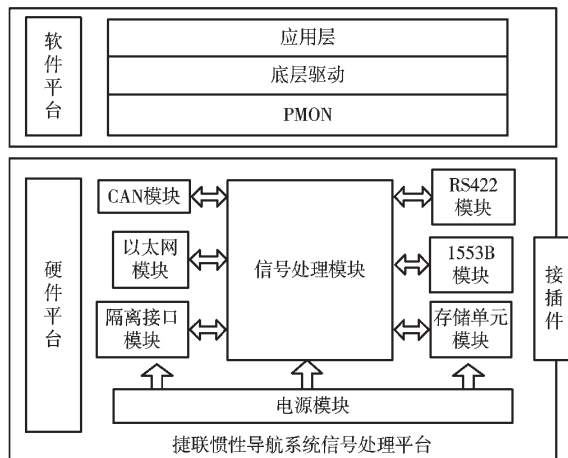 软件平台
应用层
底层驱动
PMON
硬件平台
CAN模块
以太网
模块
隔离接口
模块
信号处理模块
RS422
模块
1553B
模块
存储单元
模块
接插件
电源模块
捷联惯性导航系统信号处理平台